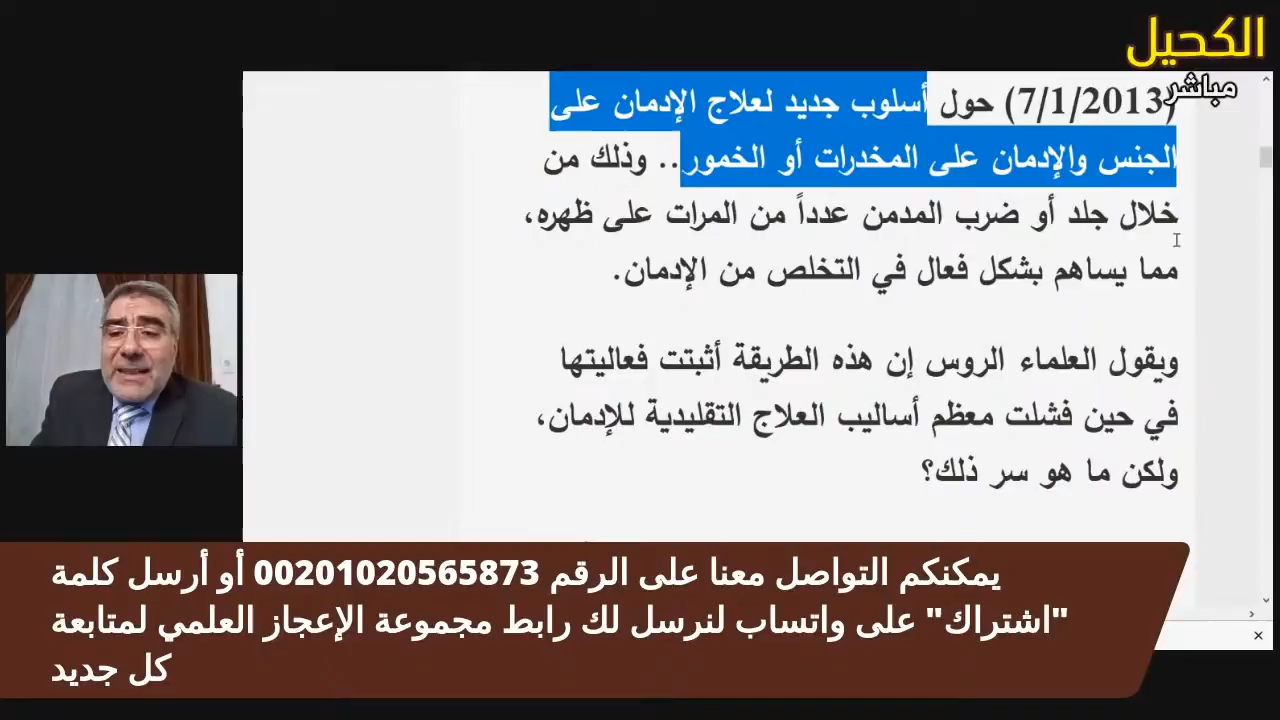 الكحيل
مباشر
(7/1/2013) حول أسلوب جديد لعلاج الإدمان على
الجنس والإدمان على المخدرات أو الخمور.. وذلك من
خلال جلد أو ضرب المدمن عدداً من المرات على ظهره،
مما يساهم بشكل فعال في التخلص من الإدمان.
ويقول العلماء الروس إن هذه الطريقة أثبتت فعاليتها
في حين فشلت معظم أساليب العلاج التقليدية للإدمان،
ولكن ما هو سر ذلك؟
يمكنكم التواصل معنا على الرقم 00201020565873 أو أرسل كلمة
"اشتراك" على واتساب لنرسل لك رابط مجموعة الإعجاز العلمي لمتابعة
كل جديد